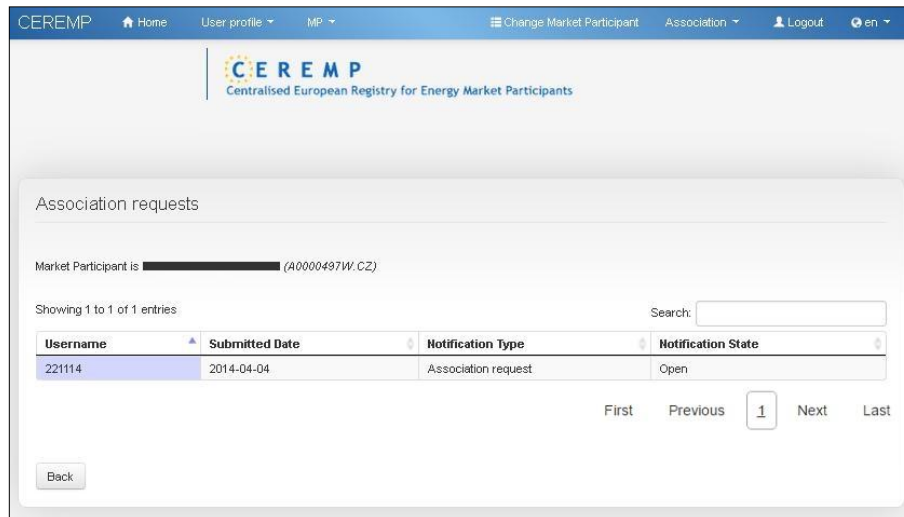 CEREMP Home User profile MP Change Market Participant Association Logout en
C E R E M P
Centralised European Registry for Energy Market Participants
Association requests
Market Participant is (A0000497W.CZ)
Showing 1 to 1 of 1 entries Search:
Username Submitted Date Notification Type Notification State
221114 2014-04-04 Association request Open
First Previous 1 Next Last
Back